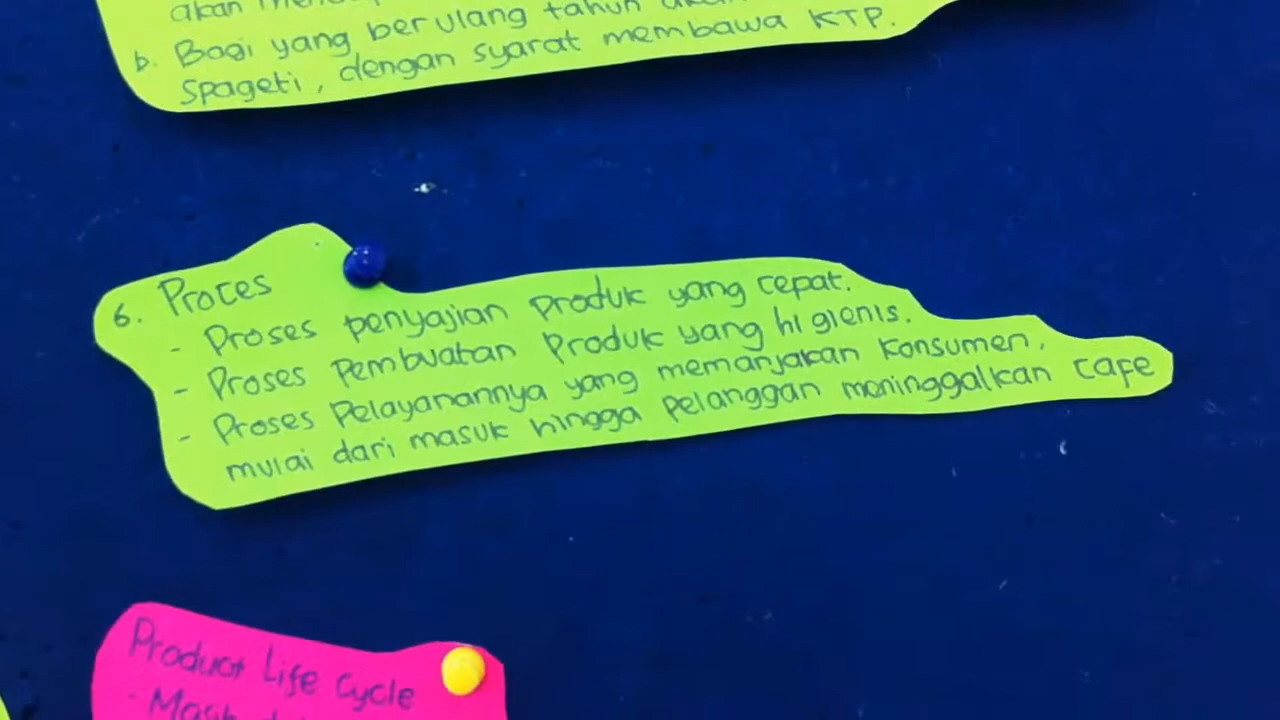 akan
b. Bagi yang berulang tahun
Spageti, dengan syarat membawa KTP.
6. Proces
- Proses penyajian produk yang cepat.
- Proses Pembuatan Produk yang higienis.
- Proses Pelayanannya yang memanjakan Konsumen.
mulai dari masuk hingga pelanggan meninggalkan cafe
Product Life Cycle
-